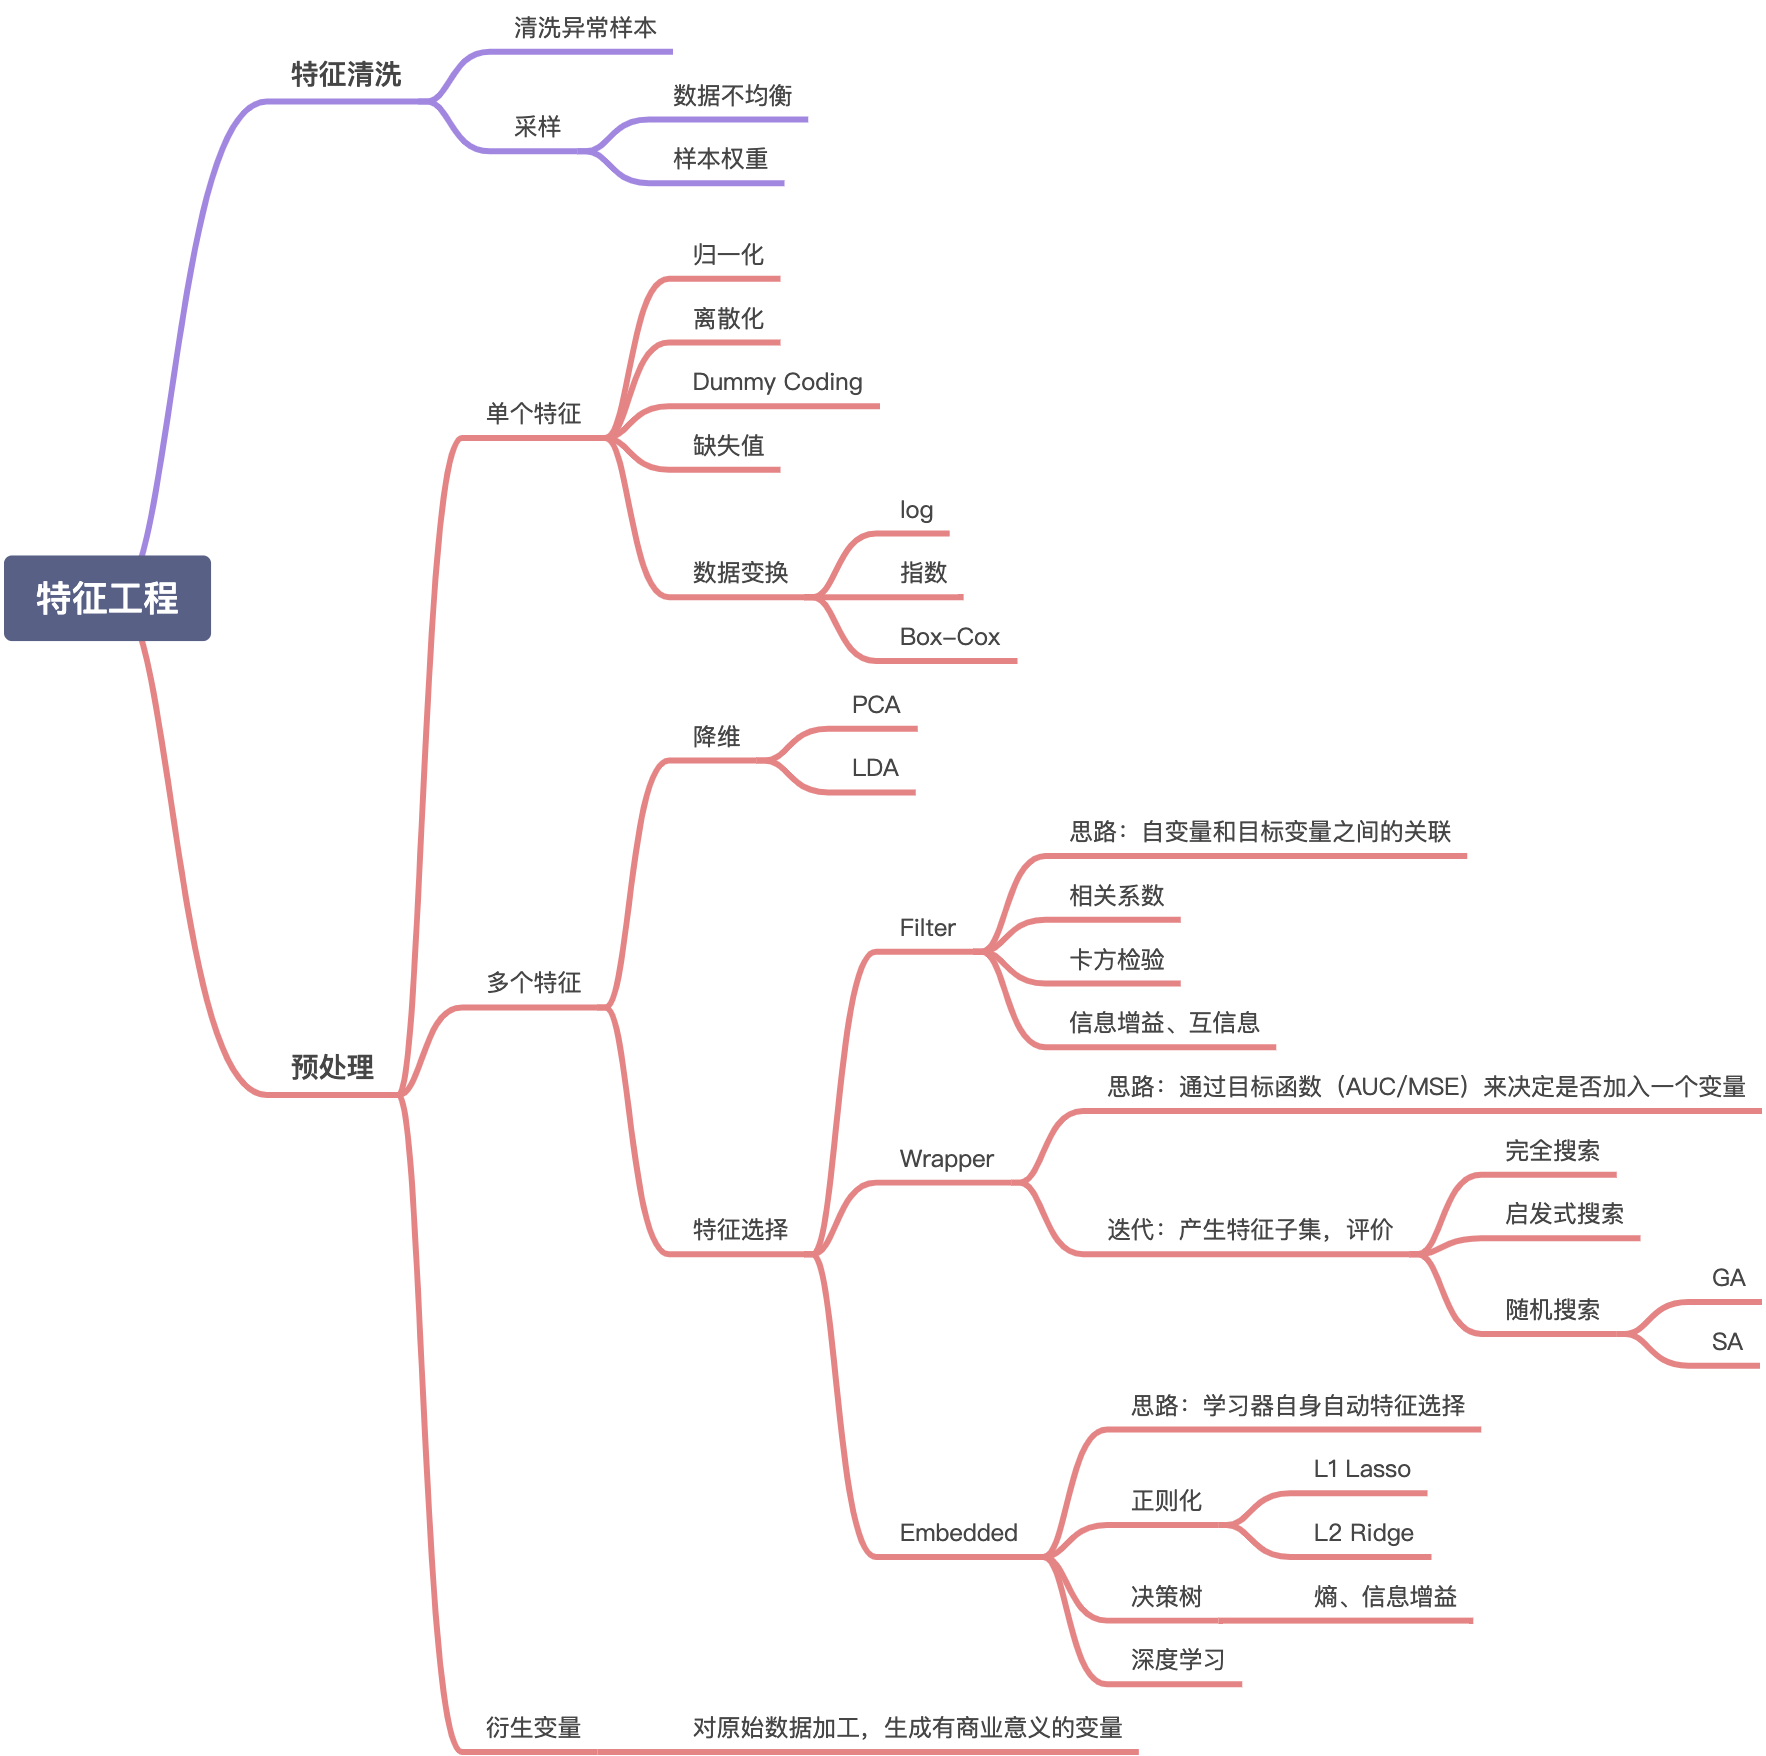 特征工程
特征清洗
清洗异常样本
采样
数据不均衡
样本权重
预处理
单个特征
归一化
离散化
Dummy Coding
缺失值
数据变换
log
指数
Box-Cox
多个特征
降维
PCA
LDA
特征选择
Filter
思路：自变量和目标变量之间的关联
相关系数
卡方检验
信息增益、互信息
Wrapper
思路：通过目标函数（AUC/MSE）来决定是否加入一个变量
迭代：产生特征子集，评价
完全搜索
启发式搜索
随机搜索
GA
SA
Embedded
思路：学习器自身自动特征选择
正则化
L1 Lasso
L2 Ridge
决策树
熵、信息增益
深度学习
衍生变量
对原始数据加工，生成有商业意义的变量